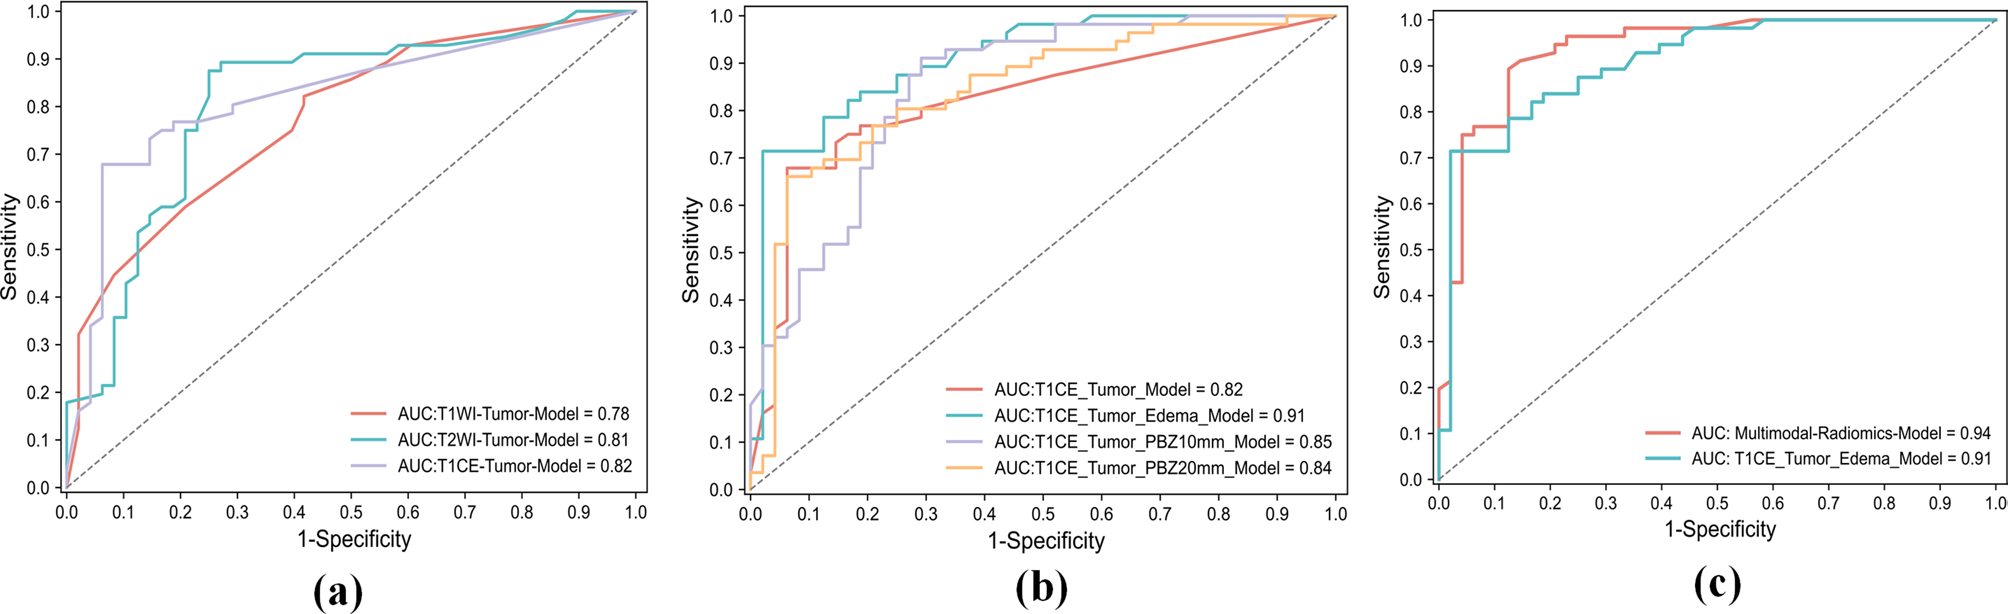 1.0
0.9
0.8
0.7
0.6
0.5
0.4
0.3
0.2
0.1
0.0
Sensitivity
AUC:T1WI-Tumor-Model = 0.78
AUC:T2WI-Tumor-Model = 0.81
AUC:T1CE-Tumor-Model = 0.82
0.0 0.1 0.2 0.3 0.4 0.5 0.6 0.7 0.8 0.9 1.0
1-Specificity
(a)
1.0
0.9
0.8
0.7
0.6
0.5
0.4
0.3
0.2
0.1
0.0
Sensitivity
AUC:T1CE_Tumor_Model = 0.82
AUC:T1CE_Tumor_Edema_Model = 0.91
AUC:T1CE_Tumor_PBZ10mm_Model = 0.85
AUC:T1CE_Tumor_PBZ20mm_Model = 0.84
0.0 0.1 0.2 0.3 0.4 0.5 0.6 0.7 0.8 0.9 1.0
1-Specificity
(b)
1.0
0.9
0.8
0.7
0.6
0.5
0.4
0.3
0.2
0.1
0.0
Sensitivity
AUC: Multimodal-Radiomics-Model = 0.94
AUC: T1CE_Tumor_Edema_Model = 0.91
0.0 0.1 0.2 0.3 0.4 0.5 0.6 0.7 0.8 0.9 1.0
1-Specificity
(c)